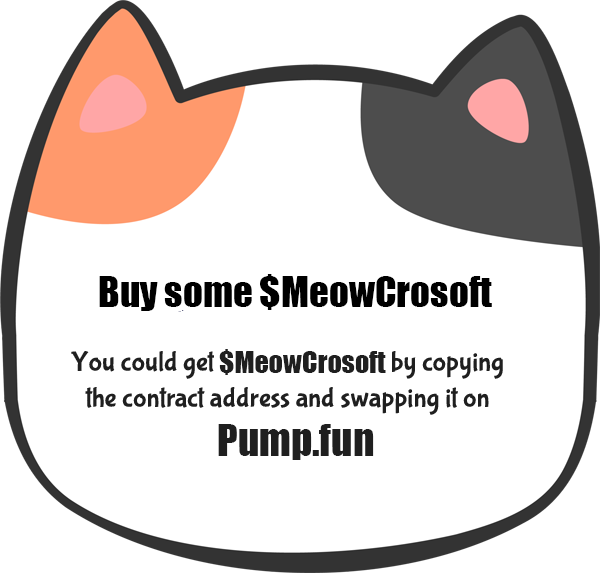 Buy some $MeowCrosoft
You could get $MeowCrosoft by copying
the contract address and swapping it on
Pump.fun